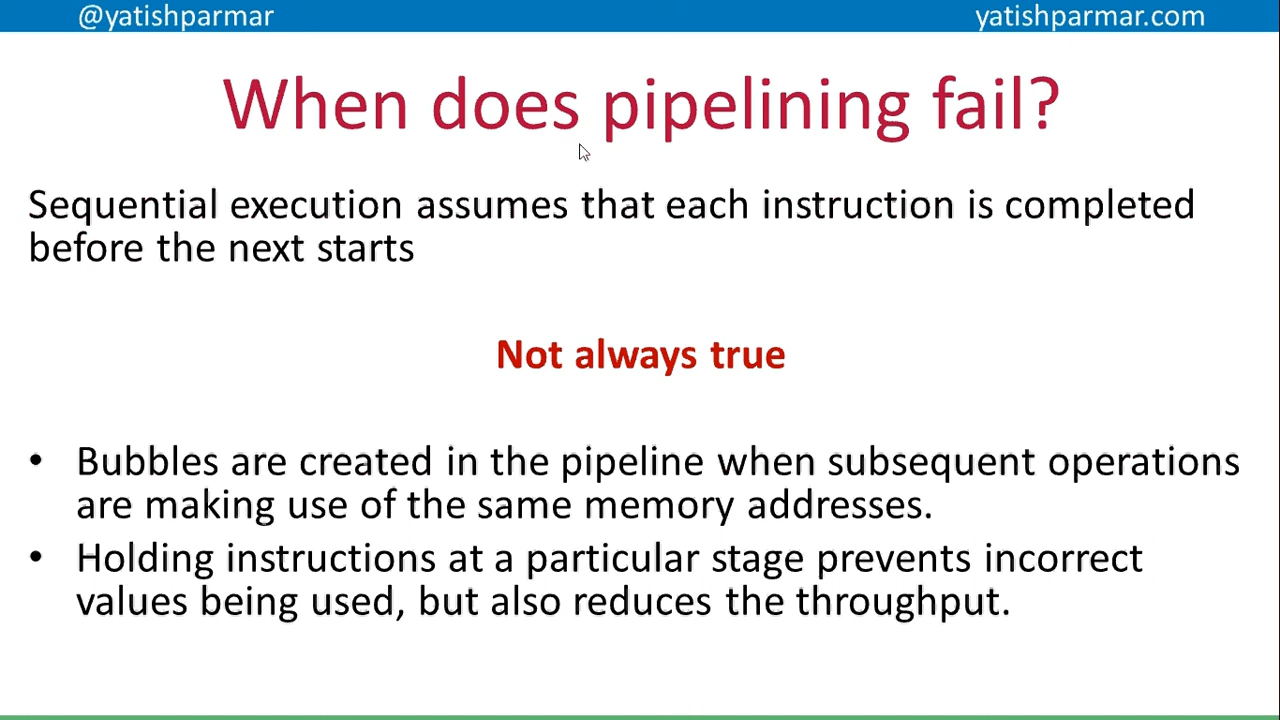 @yatishparmar
yatishparmar.com
When does pipelining fail?
Sequential execution assumes that each instruction is completed
before the next starts
Not always true
• Bubbles are created in the pipeline when subsequent operations
are making use of the same memory addresses.
• Holding instructions at a particular stage prevents incorrect
values being used, but also reduces the throughput.